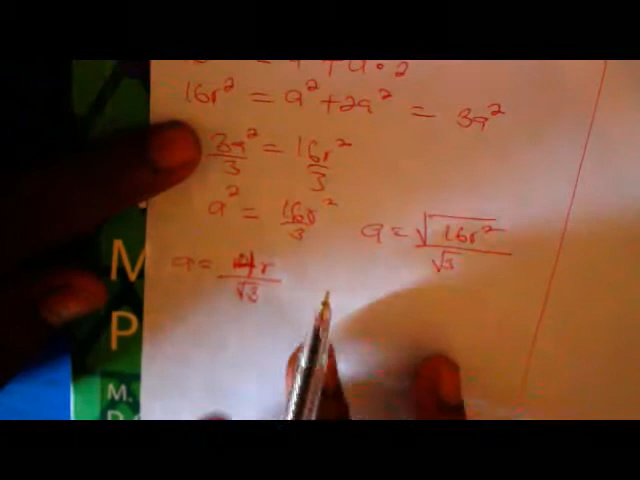 16r² = a² + 2a² = 3a²
3a²/3 = 16r²/3
a² = 16r²/3
a = √16r²/√3
a = 4r/√3
M
P
M.